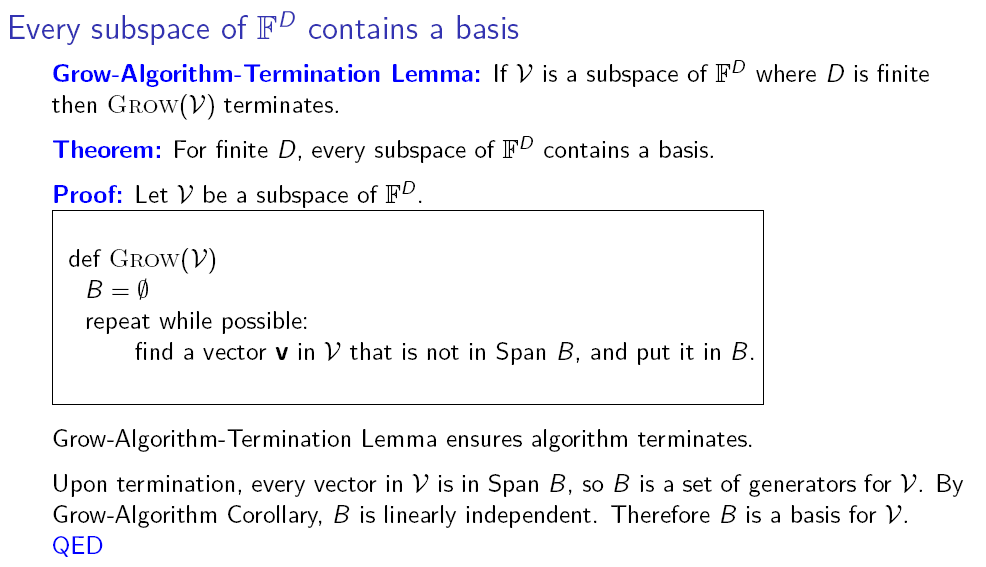 Every subspace of 𝔽ᴰ contains a basis
Grow-Algorithm-Termination Lemma: If 𝒱 is a subspace of 𝔽ᴰ where D is finite
then GROW(𝒱) terminates.
Theorem: For finite D, every subspace of 𝔽ᴰ contains a basis.
Proof: Let 𝒱 be a subspace of 𝔽ᴰ.
def GROW(𝒱)
B = ∅
repeat while possible:
find a vector v in 𝒱 that is not in Span B, and put it in B.
Grow-Algorithm-Termination Lemma ensures algorithm terminates.
Upon termination, every vector in 𝒱 is in Span B, so B is a set of generators for 𝒱. By
Grow-Algorithm Corollary, B is linearly independent. Therefore B is a basis for 𝒱.
QED